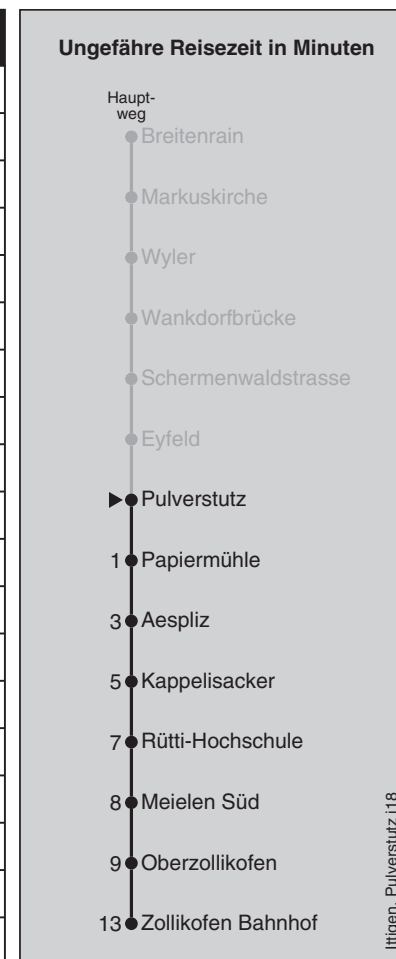 Ungefähre Reisezeit in Minuten
Haupt-
weg
Breitenrain
Markuskirche
Wyler
Wankdorfbrücke
Schermenwaldstrasse
Eyfeld
Pulverstutz
1 Papiermühle
3 Aespliz
5 Kappelisacker
7 Rütti-Hochschule
8 Meielen Süd
9 Oberzollikofen
13 Zollikofen Bahnhof
Ittigen, Pulverstutz j18